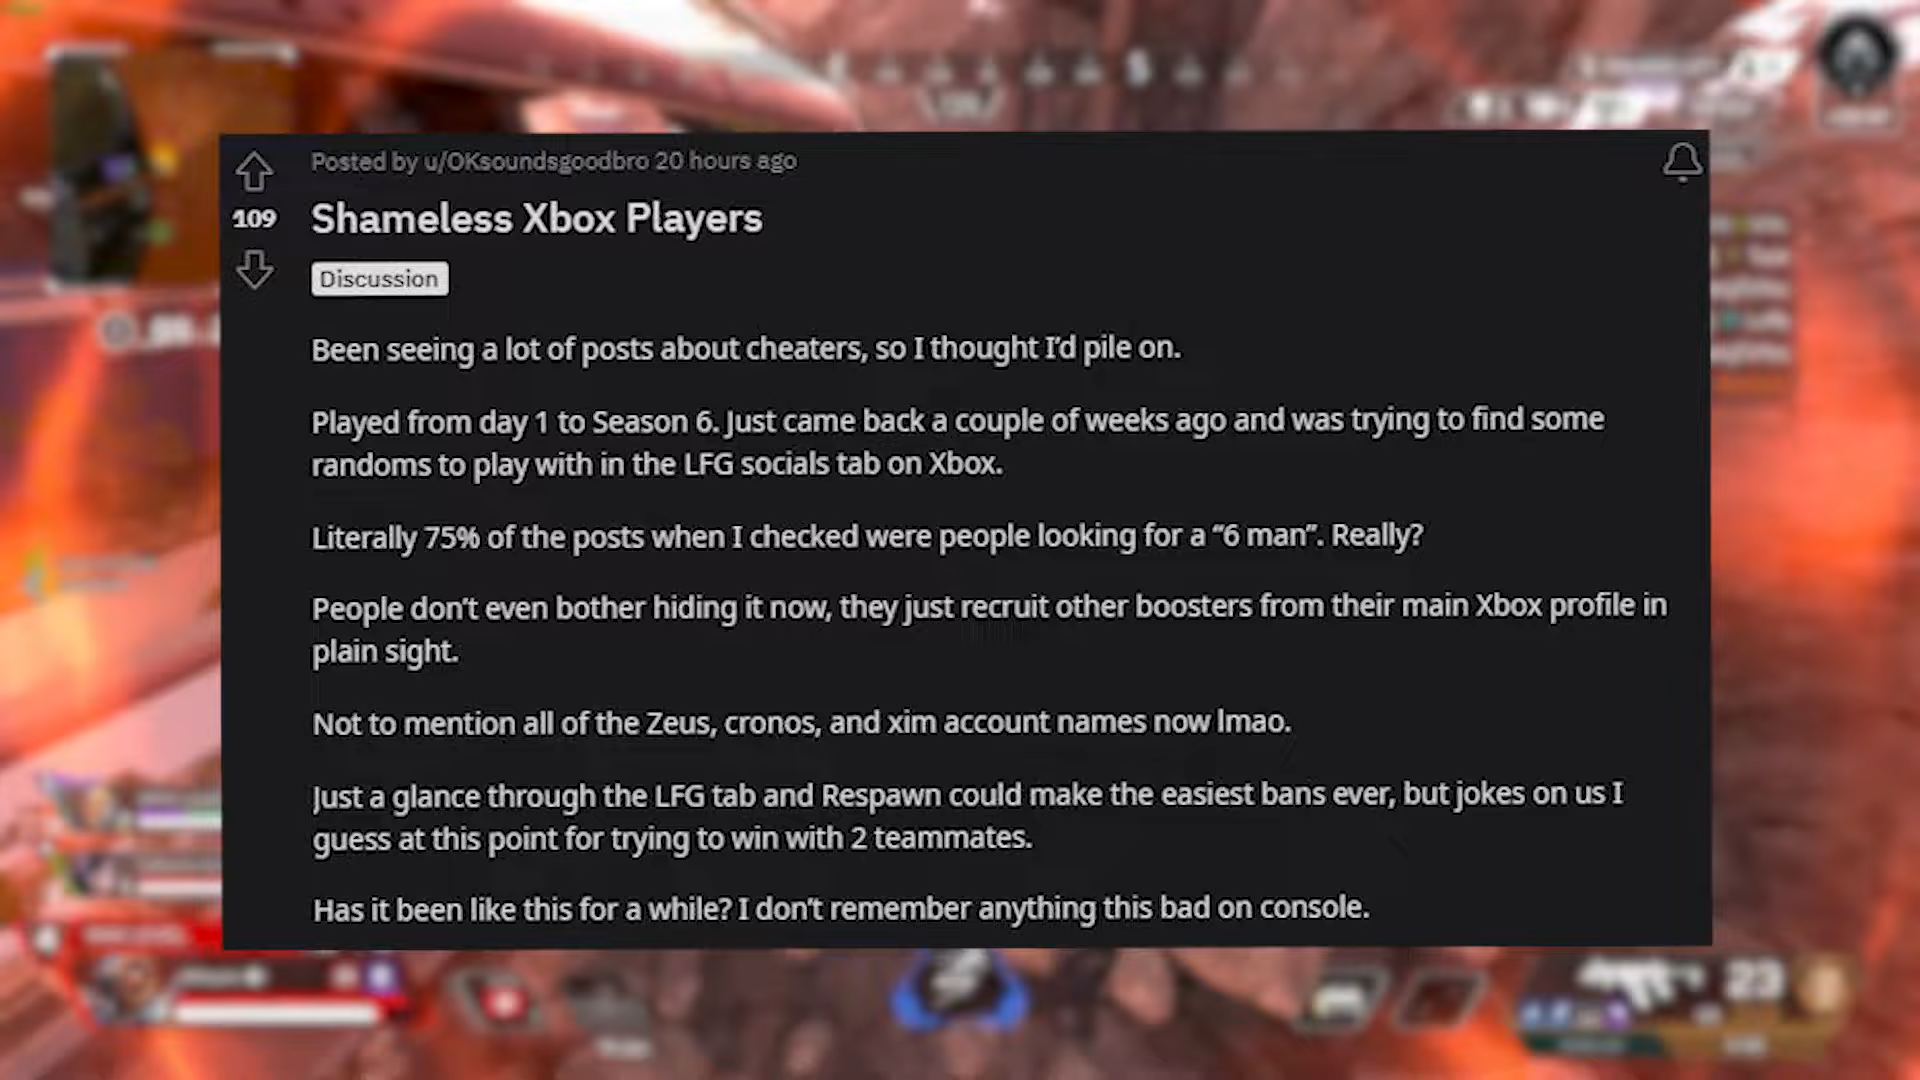 Posted by u/OKsoundsgoodbro 20 hours ago
109
Shameless Xbox Players
Discussion
Been seeing a lot of posts about cheaters, so I thought I'd pile on.
Played from day 1 to Season 6. Just came back a couple of weeks ago and was trying to find some
randoms to play with in the LFG socials tab on Xbox.
Literally 75% of the posts when I checked were people looking for a “6 man”. Really?
People don't even bother hiding it now, they just recruit other boosters from their main Xbox profile in
plain sight.
Not to mention all of the Zeus, cronos, and xim account names now lmao.
Just a glance through the LFG tab and Respawn could make the easiest bans ever, but jokes on us I
guess at this point for trying to win with 2 teammates.
Has it been like this for a while? I don't remember anything this bad on console.
23